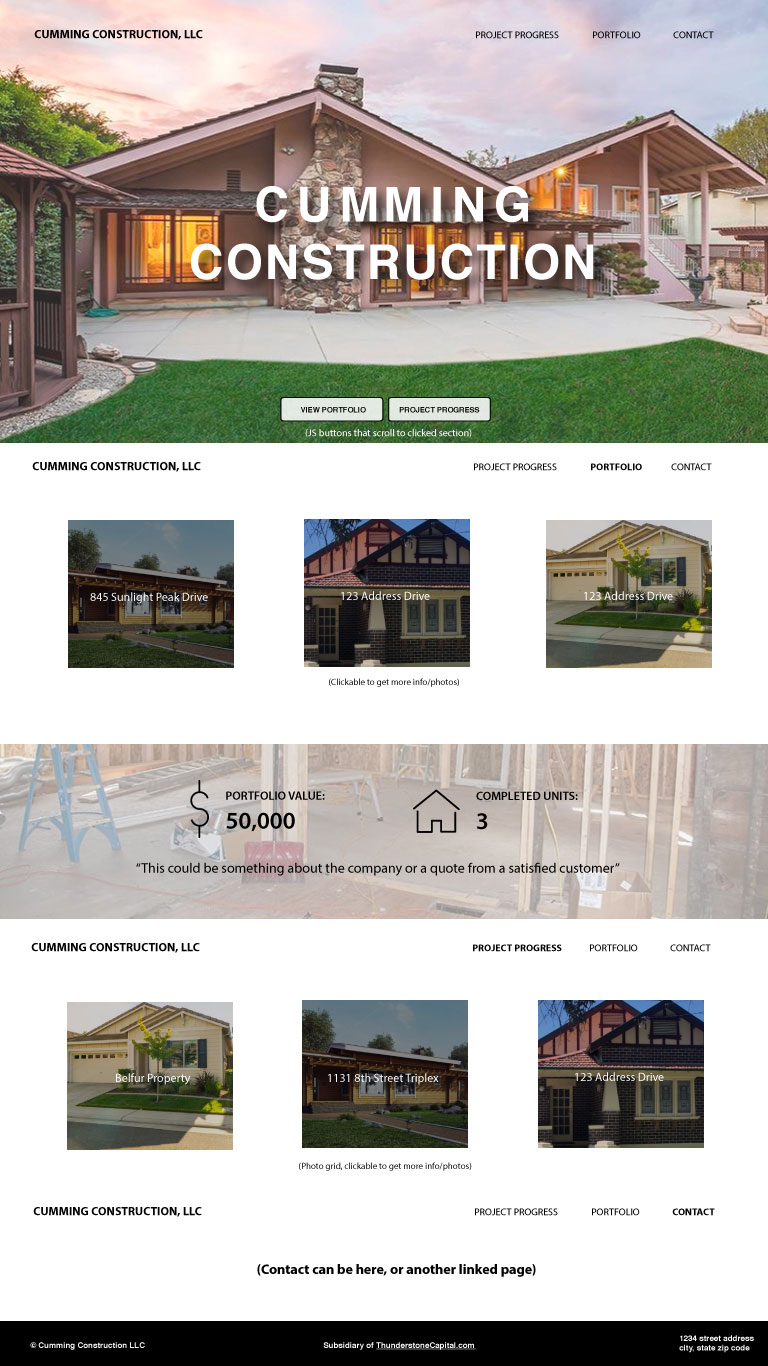 CUMMING CONSTRUCTION, LLC
PROJECT PROGRESS PORTFOLIO CONTACT
CUMMING
CONSTRUCTION
VIEW PORTFOLIO PROJECT PROGRESS
(JS buttons that scroll to clicked section)
CUMMING CONSTRUCTION, LLC
PROJECT PROGRESS PORTFOLIO CONTACT
845 Sunlight Peak Drive
123 Address Drive
123 Address Drive
(Clickable to get more info/photos)
PORTFOLIO VALUE:
50,000
COMPLETED UNITS:
3
“This could be something about the company or a quote from a satisfied customer”
CUMMING CONSTRUCTION, LLC
PROJECT PROGRESS PORTFOLIO CONTACT
Belfur Property
1131 8th Street Triplex
123 Address Drive
(Photo grid, clickable to get more info/photos)
CUMMING CONSTRUCTION, LLC
PROJECT PROGRESS PORTFOLIO CONTACT
(Contact can be here, or another linked page)
© Cumming Construction LLC
Subsidiary of ThunderstoneCapital.com
1234 street address
city, state zip code